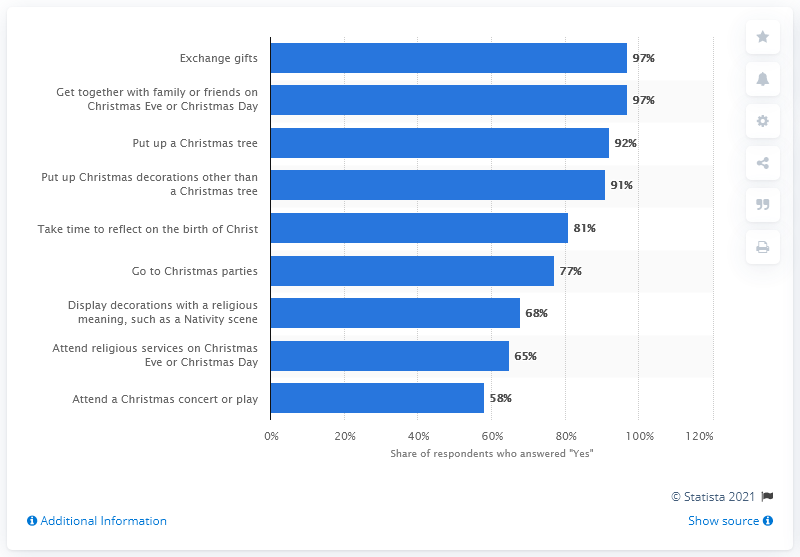 Exchange gifts
97%
Get together with family or friends on
Christmas Eve or Christmas Day
97%
Put up a Christmas tree
92%
Put up Christmas decorations other than
a Christmas tree
91%
Take time to reflect on the birth of Christ
81%
Go to Christmas parties
77%
Display decorations with a religious
meaning, such as a Nativity scene
68%
Attend religious services on Christmas
Eve or Christmas Day
65%
Attend a Christmas concert or play
58%
0% 20% 40% 60% 80% 100% 120%
Share of respondents who answered "Yes"
© Statista 2021
Additional Information
Show source